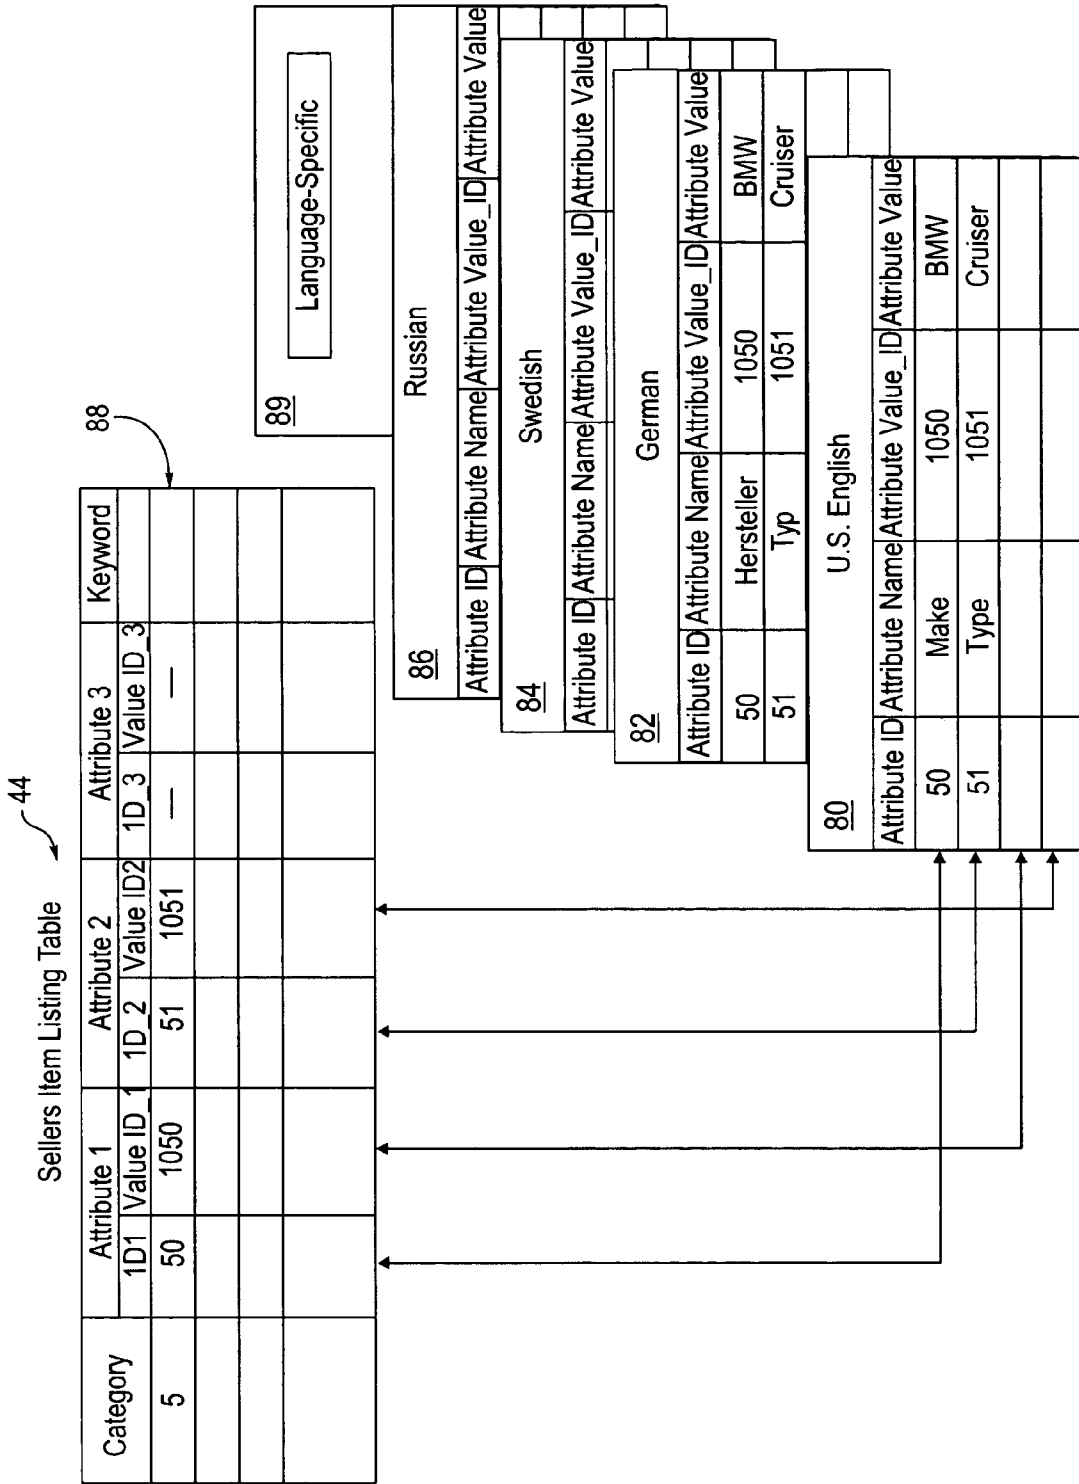 Sellers Item Listing Table
44
Category Attribute 1 Attribute 2 Attribute 3 Keyword
1D1 Value ID_1 1D_2 Value ID2 1D_3 Value ID_3
5 50 1050 51 1051 — —
88
89
Language-Specific
86
Russian
Attribute ID Attribute Name Attribute Value_ID Attribute Value
84
Swedish
Attribute ID Attribute Name Attribute Value_ID Attribute Value
82
German
Attribute ID Attribute Name Attribute Value_ID Attribute Value
50 Hersteller 1050 BMW
51 Typ 1051 Cruiser
80
U.S. English
Attribute ID Attribute Name Attribute Value_ID Attribute Value
50 Make 1050 BMW
51 Type 1051 Cruiser